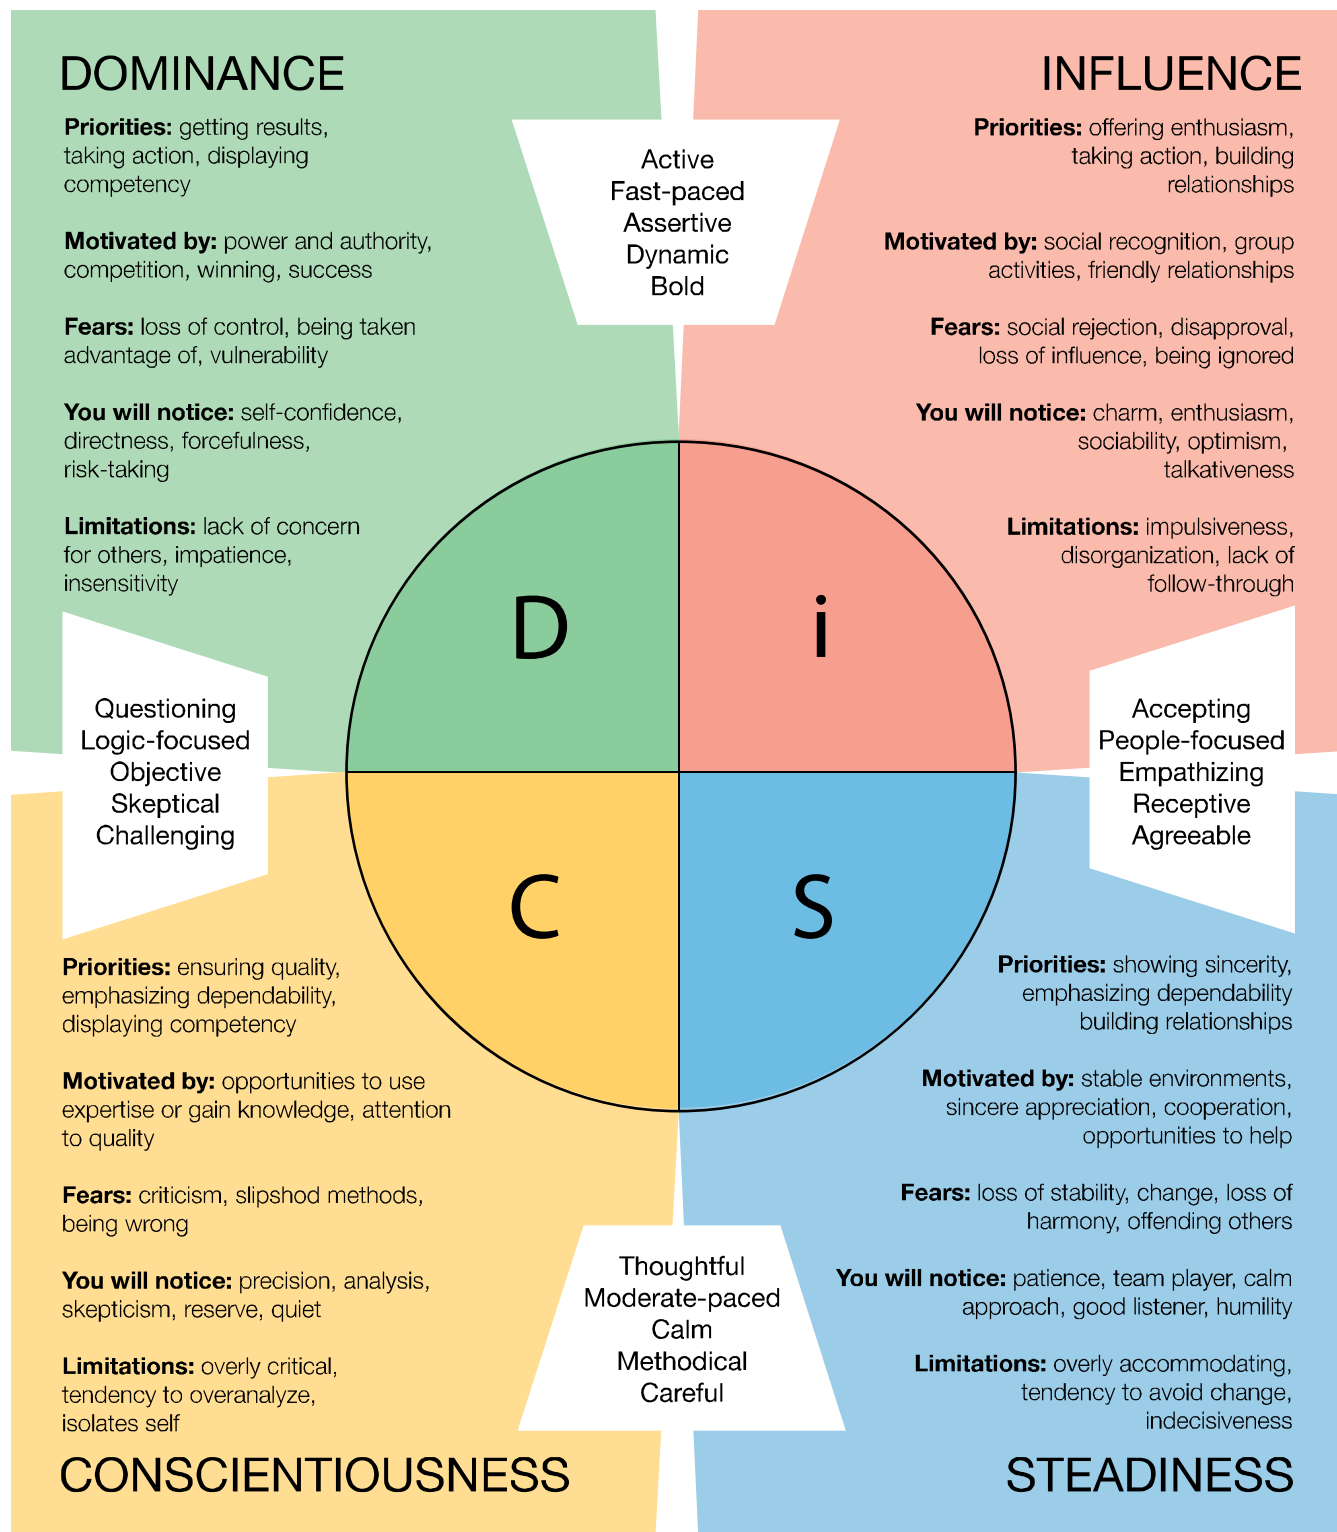 DOMINANCE
Priorities: getting results,
taking action, displaying
competency
Motivated by: power and authority,
competition, winning, success
Fears: loss of control, being taken
advantage of, vulnerability
You will notice: self-confidence,
directness, forcefulness,
risk-taking
Limitations: lack of concern
for others, impatience,
insensitivity
Active
Fast-paced
Assertive
Dynamic
Bold
INFLUENCE
Priorities: offering enthusiasm,
taking action, building
relationships
Motivated by: social recognition, group
activities, friendly relationships
Fears: social rejection, disapproval,
loss of influence, being ignored
You will notice: charm, enthusiasm,
sociability, optimism,
talkativeness
Limitations: impulsiveness,
disorganization, lack of
follow-through
D
i
Questioning
Logic-focused
Objective
Skeptical
Challenging
Accepting
People-focused
Empathizing
Receptive
Agreeable
C
S
Priorities: ensuring quality,
emphasizing dependability,
displaying competency
Motivated by: opportunities to use
expertise or gain knowledge, attention
to quality
Fears: criticism, slipshod methods,
being wrong
You will notice: precision, analysis,
skepticism, reserve, quiet
Limitations: overly critical,
tendency to overanalyze,
isolates self
CONSCIENTIOUSNESS
Thoughtful
Moderate-paced
Calm
Methodical
Careful
Priorities: showing sincerity,
emphasizing dependability
building relationships
Motivated by: stable environments,
sincere appreciation, cooperation,
opportunities to help
Fears: loss of stability, change, loss of
harmony, offending others
You will notice: patience, team player, calm
approach, good listener, humility
Limitations: overly accommodating,
tendency to avoid change,
indecisiveness
STEADINESS